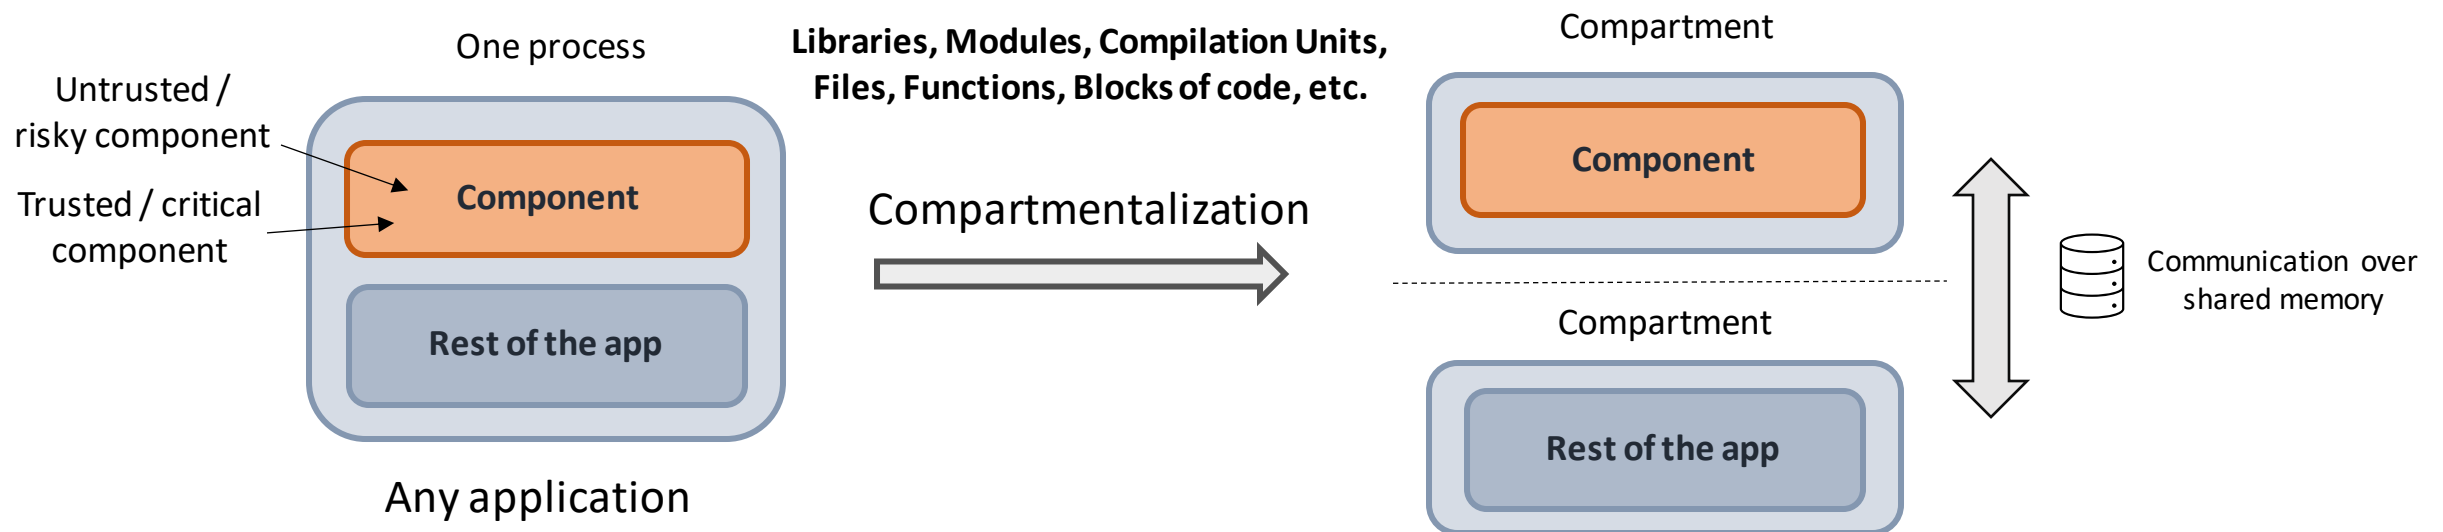 One process
Untrusted /
risky component
Trusted / critical
component
Component
Rest of the app
Any application
Libraries, Modules, Compilation Units,
Files, Functions, Blocks of code, etc.
Compartmentalization
Compartment
Component
Compartment
Rest of the app
Communication over
shared memory